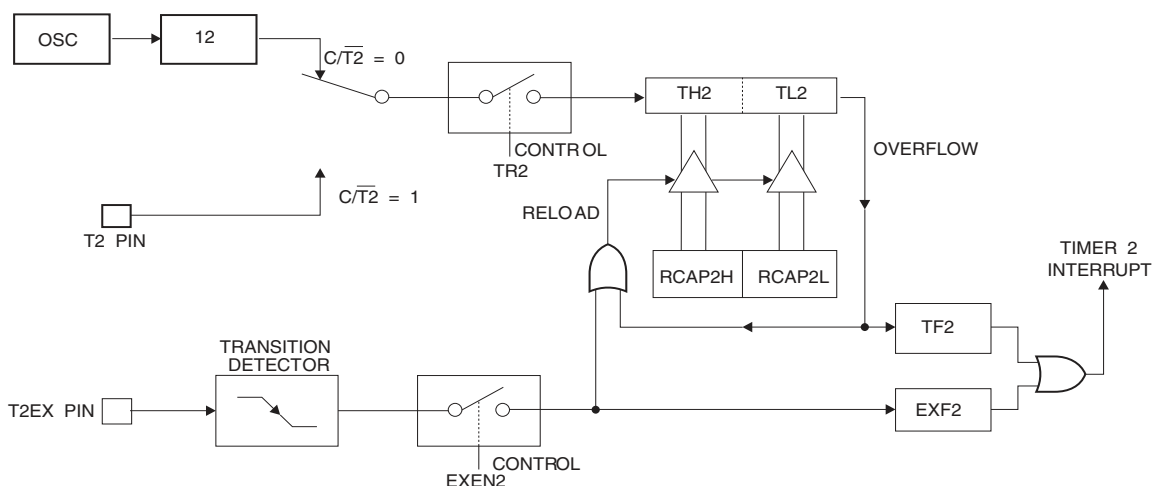 OSC
12
C/T2 = 0
TH2
TL2
CONTROL
TR2
OVERFLOW
C/T2 = 1
RELOAD
T2 PIN
TIMER 2
INTERRUPT
RCAP2H
RCAP2L
TF2
TRANSITION
DETECTOR
T2EX PIN
EXF2
CONTROL
EXEN2